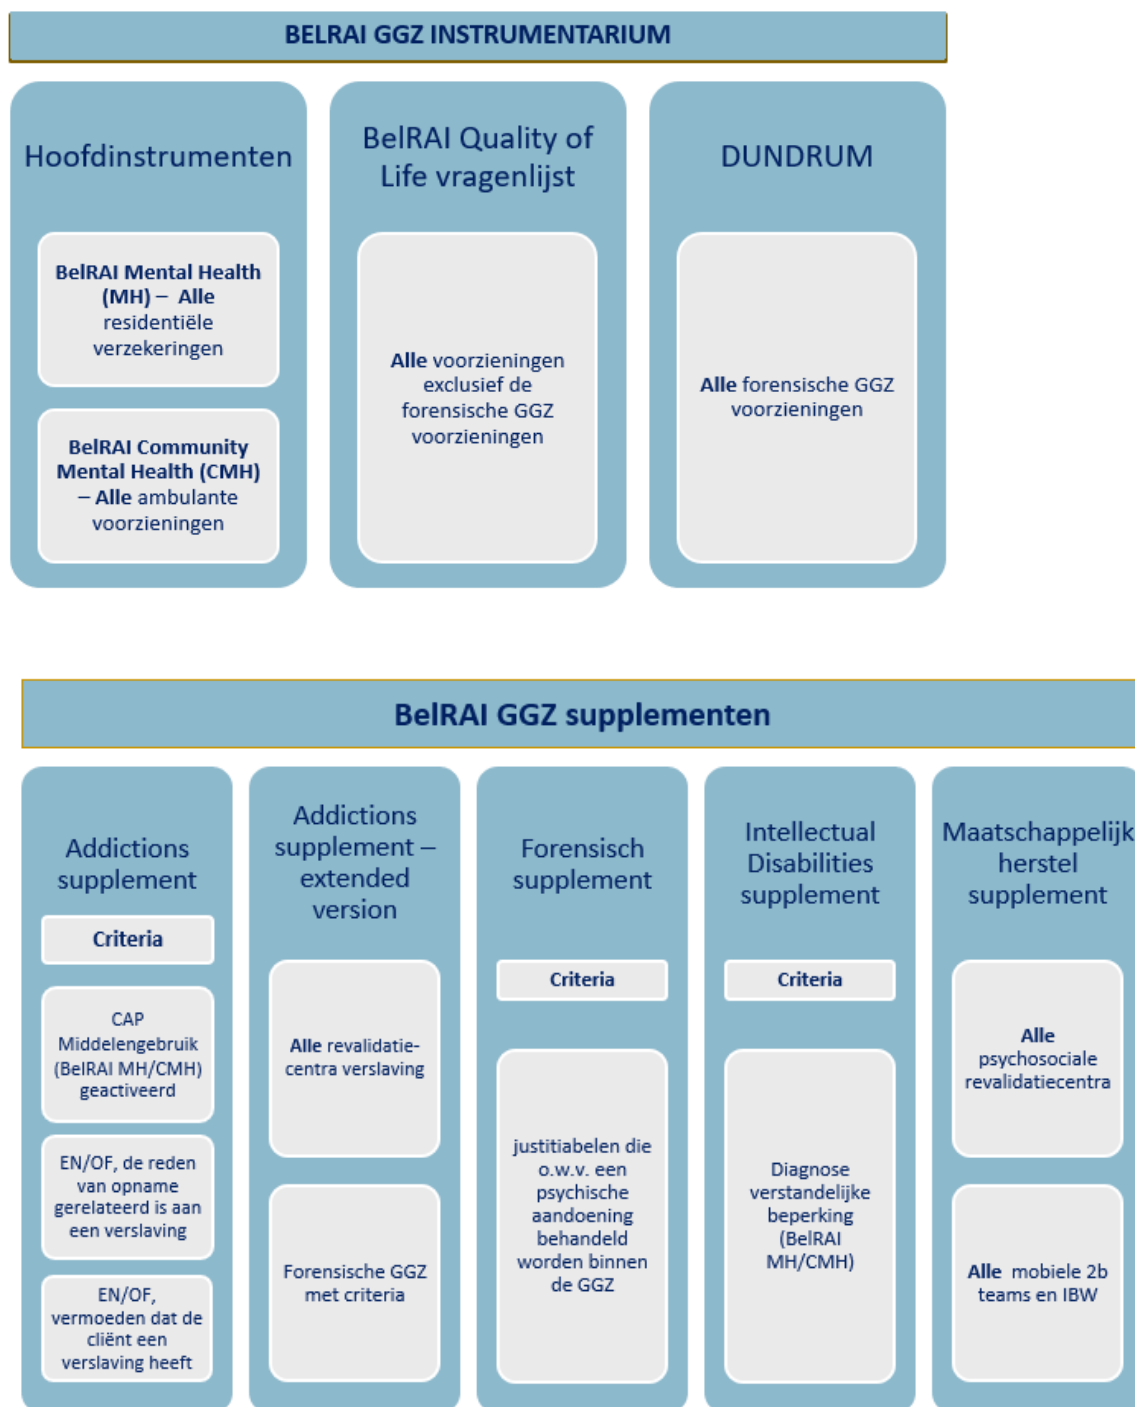 BELRAI GGZ INSTRUMENTARIUM
Hoofdinstrumenten
BelRAI Mental Health
(MH) – Alle
residentiële
verzekeringen
BelRAI Community
Mental Health (CMH)
– Alle ambulante
voorzieningen
BelRAI Quality of
Life vragenlijst
Alle voorzieningen
exclusief de
forensische GGZ
voorzieningen
DUNDRUM
Alle forensische GGZ
voorzieningen
BelRAI GGZ supplementen
Addictions
supplement
Criteria
CAP
Middelengebruik
(BelRAI MH/CMH)
geactiveerd
EN/OF, de reden
van opname
gerelateerd is aan
een verslaving
EN/OF,
vermoeden dat de
cliënt een
verslaving heeft
Addictions
supplement –
extended
version
Alle revalidatie-
centra verslaving
Forensische GGZ
met criteria
Forensisch
supplement
Criteria
justitiabelen die
o.w.v. een
psychische
aandoening
behandeld
worden binnen
de GGZ
Intellectual
Disabilities
supplement
Criteria
Diagnose
verstandelijke
beperking
(BelRAI
MH/CMH)
Maatschappelijk
herstel
supplement
Alle
psychosociale
revalidatiecentra
Alle mobiele 2b
teams en IBW